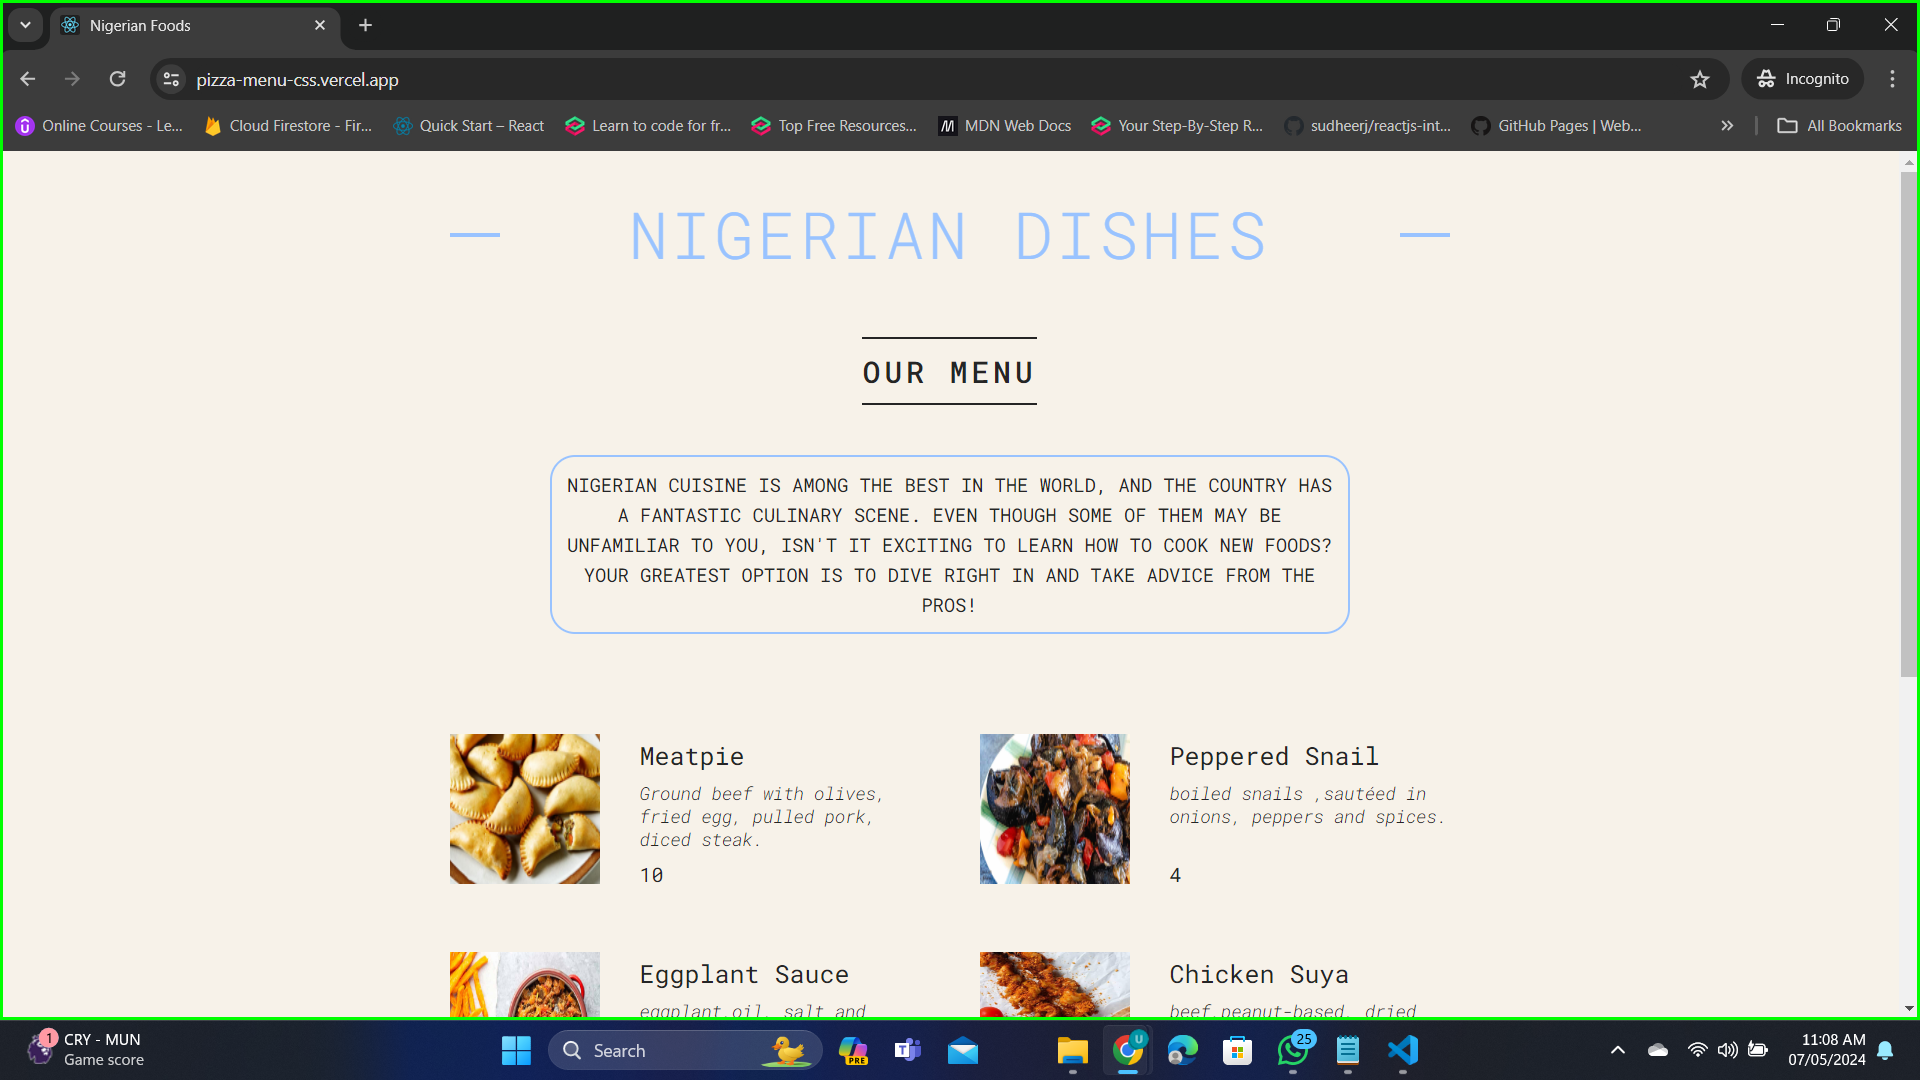 Nigerian Foods
pizza-menu-css.vercel.app
Incognito
Online Courses - Le...
Cloud Firestore - Fir...
Quick Start – React
Learn to code for fr...
Top Free Resources...
MDN Web Docs
Your Step-By-Step R...
sudheerj/reactjs-int...
GitHub Pages | Web...
All Bookmarks
NIGERIAN DISHES
OUR MENU
NIGERIAN CUISINE IS AMONG THE BEST IN THE WORLD, AND THE COUNTRY HAS
A FANTASTIC CULINARY SCENE. EVEN THOUGH SOME OF THEM MAY BE
UNFAMILIAR TO YOU, ISN'T IT EXCITING TO LEARN HOW TO COOK NEW FOODS?
YOUR GREATEST OPTION IS TO DIVE RIGHT IN AND TAKE ADVICE FROM THE
PROS!
Meatpie
Ground beef with olives,
fried egg, pulled pork,
diced steak.
10
Peppered Snail
boiled snails ,sautéed in
onions, peppers and spices.
4
Eggplant Sauce
eggplant,oil, salt and
Chicken Suya
beef,peanut-based, dried
1
CRY - MUN
Game score
Search
PRE
U
25
11:08 AM
07/05/2024